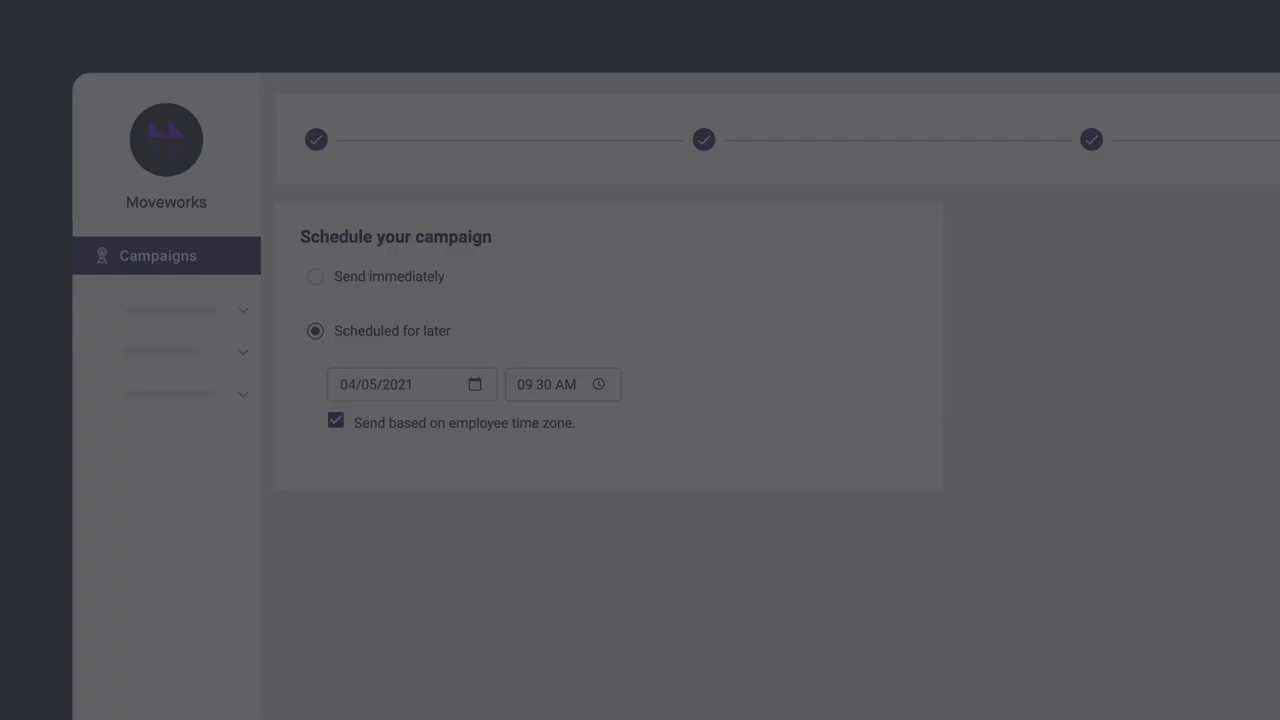 Moveworks
Campaigns
Schedule your campaign
Send immediately
Scheduled for later
04/05/2021
09 30 AM
Send based on employee time zone.